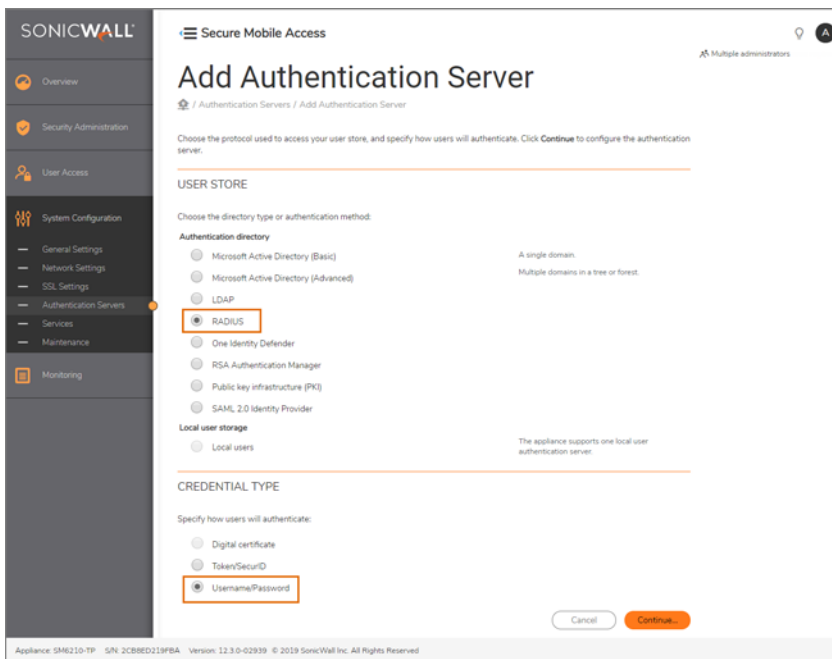 SONICWALL
Secure Mobile Access
A
Multiple administrators
Overview
Security Administration
User Access
System Configuration
General Settings
Network Settings
SSL Settings
Authentication Servers
Services
Maintenance
Monitoring
Add Authentication Server
/ Authentication Servers / Add Authentication Server
Choose the protocol used to access your user store, and specify how users will authenticate. Click Continue to configure the authentication
server.
USER STORE
Choose the directory type or authentication method:
Authentication directory
Microsoft Active Directory (Basic) A single domain.
Microsoft Active Directory (Advanced) Multiple domains in a tree or forest.
LDAP
RADIUS
One Identity Defender
RSA Authentication Manager
Public key infrastructure (PKI)
SAML 2.0 Identity Provider
Local user storage
Local users The appliance supports one local user
authentication server.
CREDENTIAL TYPE
Specify how users will authenticate:
Digital certificate
Token/SecurID
Username/Password
Cancel Continue...
Appliance: SM6210-TP S/N: 2CB8ED219FBA Version: 12.3.0-02939 © 2019 SonicWall Inc. All Rights Reserved